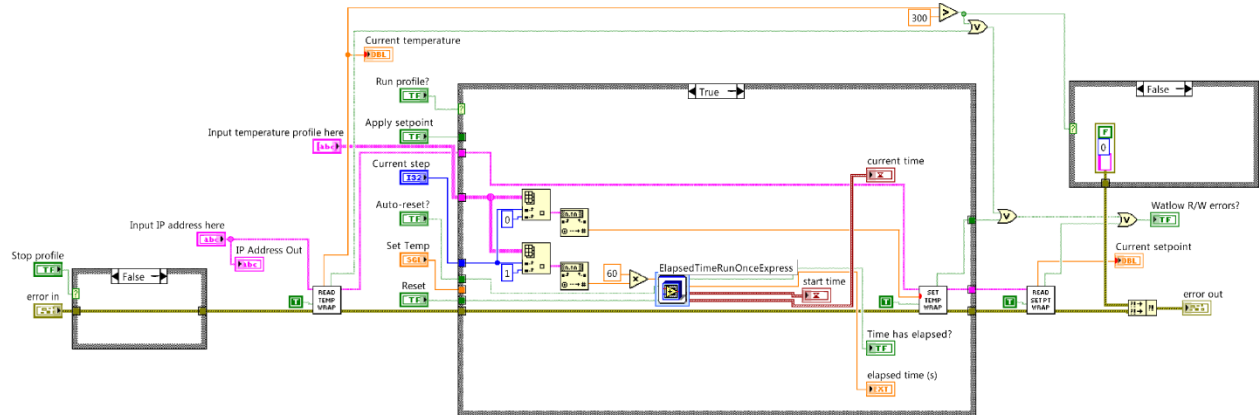 300
Current temperature
DBL
Run profile?
TF
True
False
Apply setpoint
TF
F
0
Input temperature profile here
Abc
Current step
I32
current time
0
Auto-reset?
TF
Input IP address here
Abc
IP Address Out
Abc
Watlow R/W errors?
TF
Stop profile
TF
False
Set Temp
SGL
1
60
ElapsedTimeRunOnceExpress
Current setpoint
DBL
error in
Reset
TF
T
READ
TEMP
WRAP
start time
T
SET
TEMP
WRAP
T
READ
SET PT
WRAP
error out
Time has elapsed?
TF
elapsed time (s)
EXT